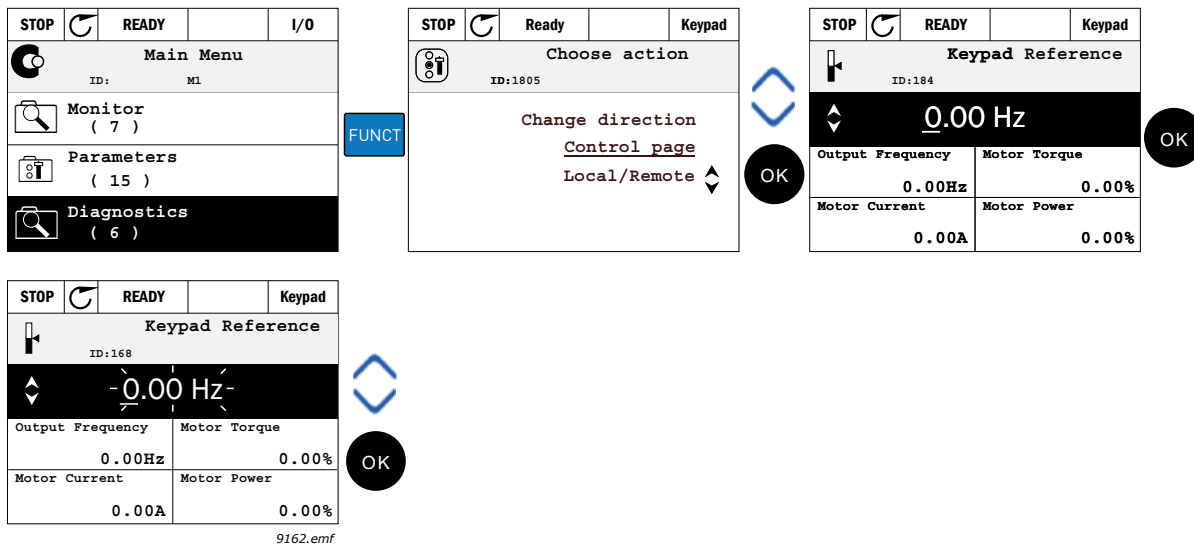 STOP READY I/O
Main Menu
ID: M1
Monitor
( 7 )
Parameters
( 15 )
Diagnostics
( 6 )
FUNCT
STOP Ready Keypad
Choose action
ID:1805
Change direction
Control page
Local/Remote
OK
STOP READY Keypad
Keypad Reference
ID:184
0.00 Hz
Output Frequency Motor Torque
0.00Hz 0.00%
Motor Current Motor Power
0.00A 0.00%
OK
STOP READY Keypad
Keypad Reference
ID:168
0.00 Hz
Output Frequency Motor Torque
0.00Hz 0.00%
Motor Current Motor Power
0.00A 0.00%
OK
9162.emf